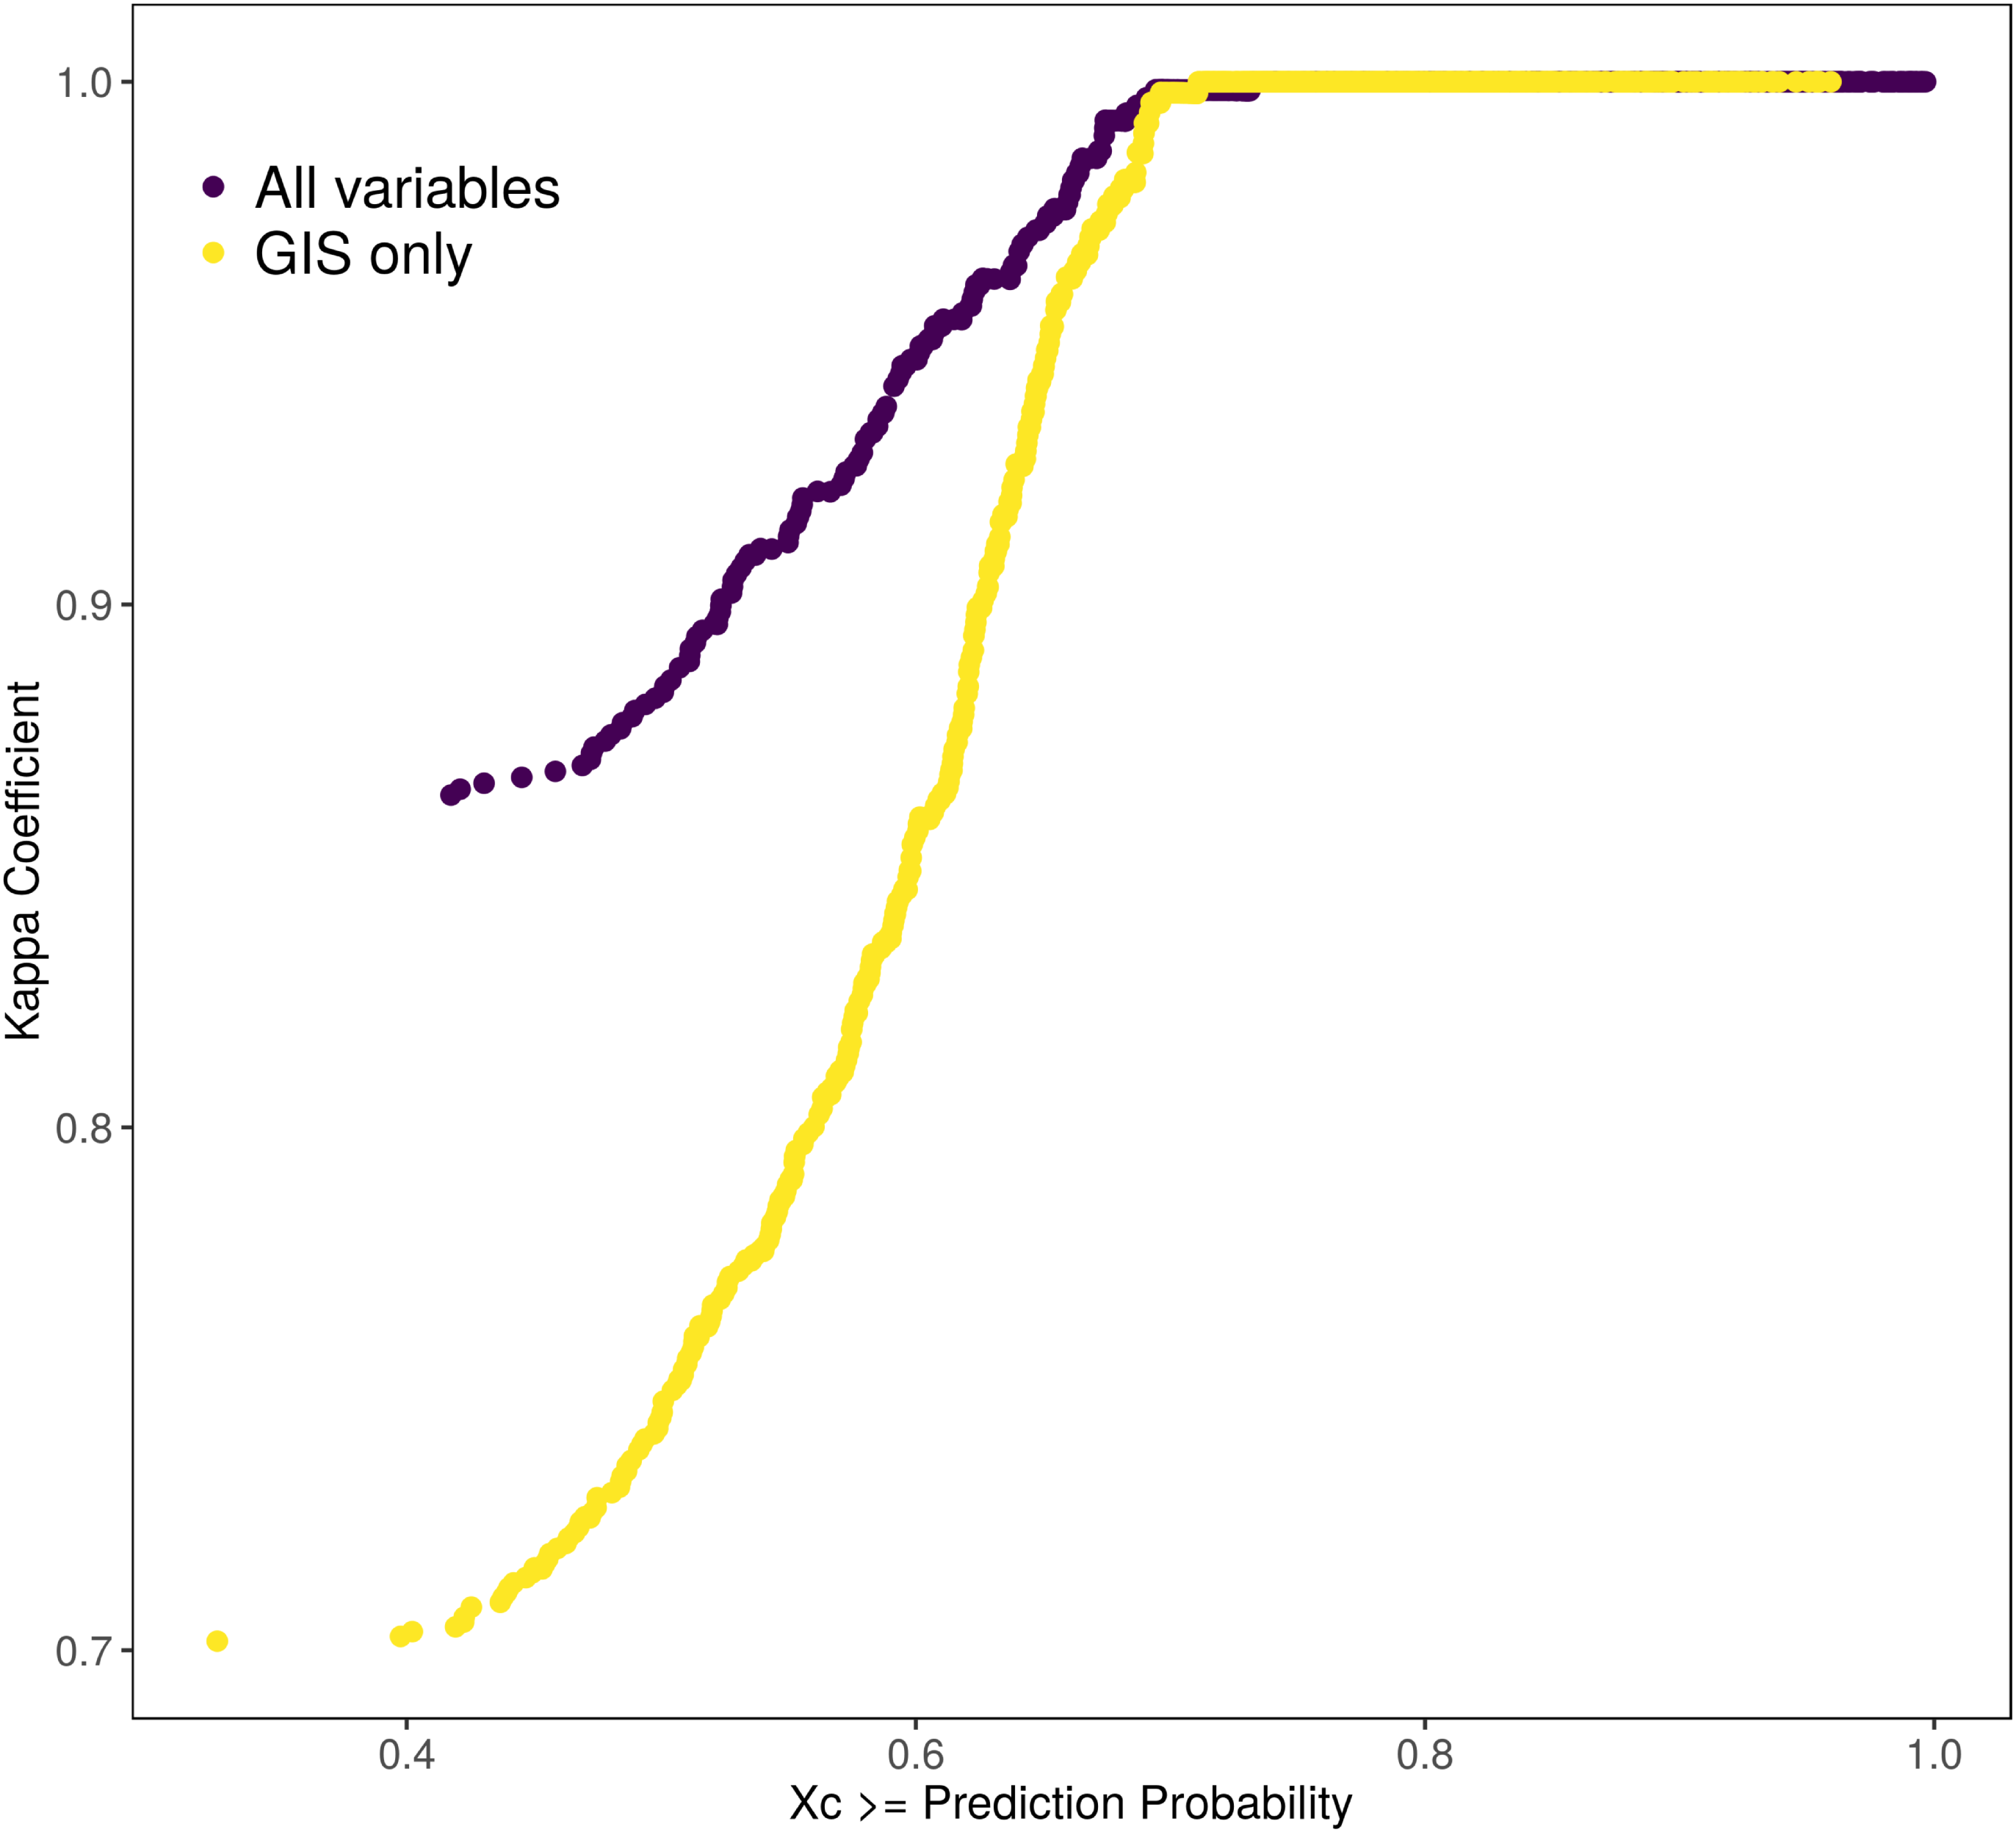 1.0
All variables
GIS only
0.9
Kappa Coefficient
0.8
0.7
0.4 0.6 0.8 1.0
Xc >= Prediction Probability